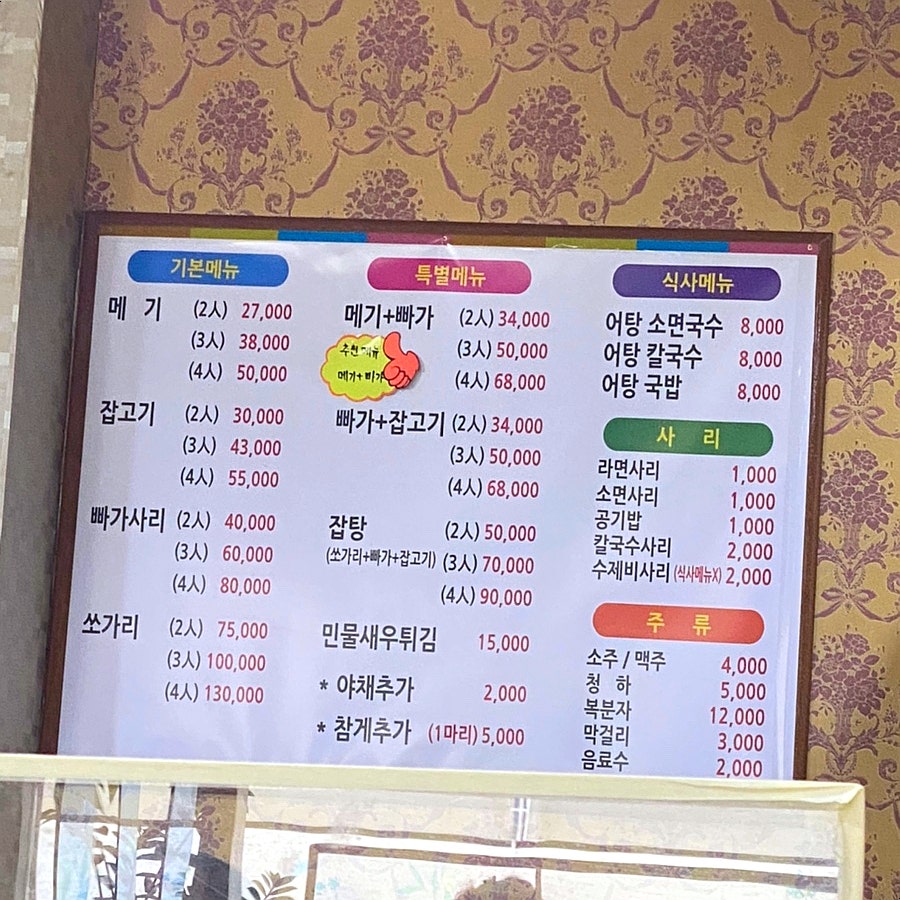 기본메뉴
메 기 (2人) 27,000
(3人) 38,000
(4人) 50,000
잡고기 (2人) 30,000
(3人) 43,000
(4人) 55,000
빠가사리 (2人) 40,000
(3人) 60,000
(4人) 80,000
쏘가리 (2人) 75,000
(3人) 100,000
(4人) 130,000
특별메뉴
메기+빠가 (2人) 34,000
(3人) 50,000
(4人) 68,000
추천메뉴
메기+빠가
빠가+잡고기 (2人) 34,000
(3人) 50,000
(4人) 68,000
잡탕 (2人) 50,000
(쏘가리+빠가+잡고기) (3人) 70,000
(4人) 90,000
민물새우튀김 15,000
* 야채추가 2,000
* 참게추가 (1마리) 5,000
식사메뉴
어탕 소면국수 8,000
어탕 칼국수 8,000
어탕 국밥 8,000
사 리
라면사리 1,000
소면사리 1,000
공기밥 1,000
칼국수사리 2,000
수제비사리 (식사메뉴X) 2,000
주 류
소주 / 맥주 4,000
청 하 5,000
복분자 12,000
막걸리 3,000
음료수 2,000